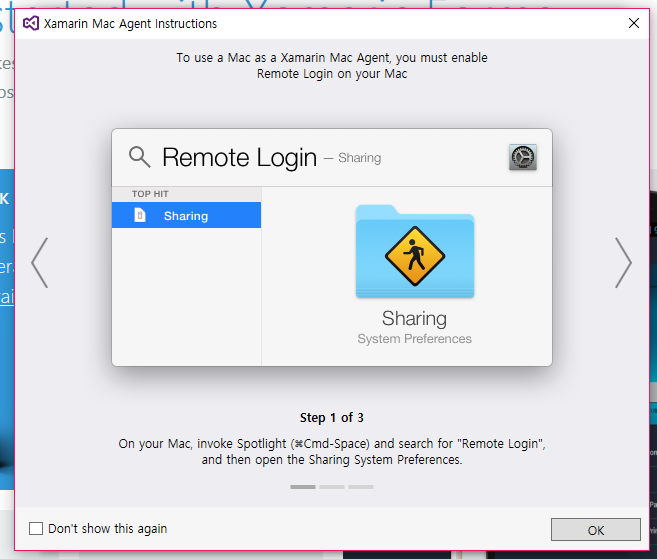 Xamarin Mac Agent Instructions
To use a Mac as a Xamarin Mac Agent, you must enable
Remote Login on your Mac
Remote Login — Sharing
TOP HIT
Sharing
Sharing
System Preferences
Step 1 of 3
On your Mac, invoke Spotlight (⌘Cmd-Space) and search for "Remote Login",
and then open the Sharing System Preferences.
Don't show this again
OK